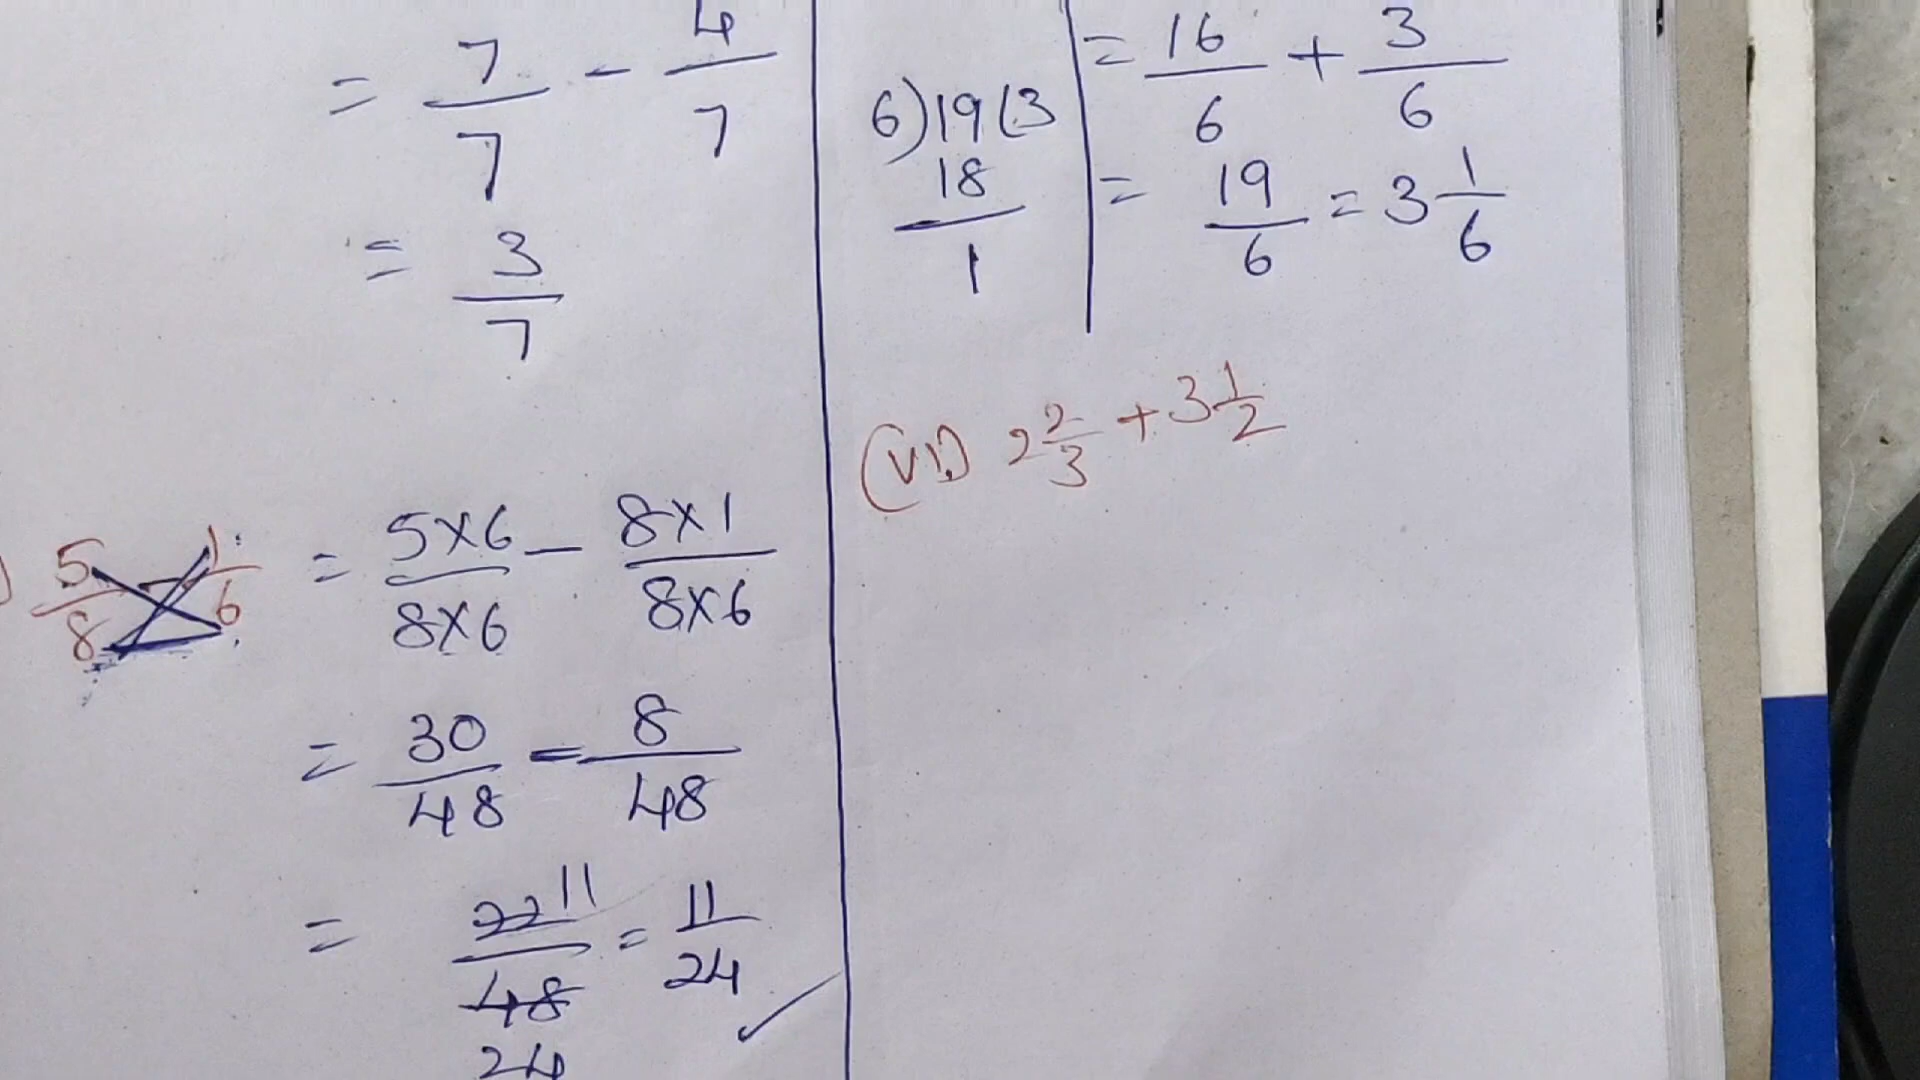 = 7/7 - 4/7
= 3/7
5/8 - 1/6 = 5×6/8×6 - 8×1/8×6
= 30/48 - 8/48
= 22 11/48 24 = 11/24 ✓
= 16/6 + 3/6
6)19(3
18
1
= 19/6 = 3 1/6
(vi) 2 2/3 + 3 1/2